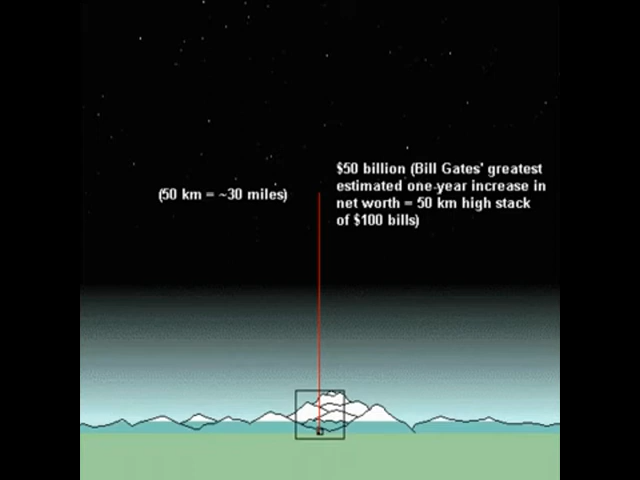 $50 billion (Bill Gates' greatest
estimated one-year increase in
(50 km = ~30 miles)
net worth = 50 km high stack
of $100 bills)